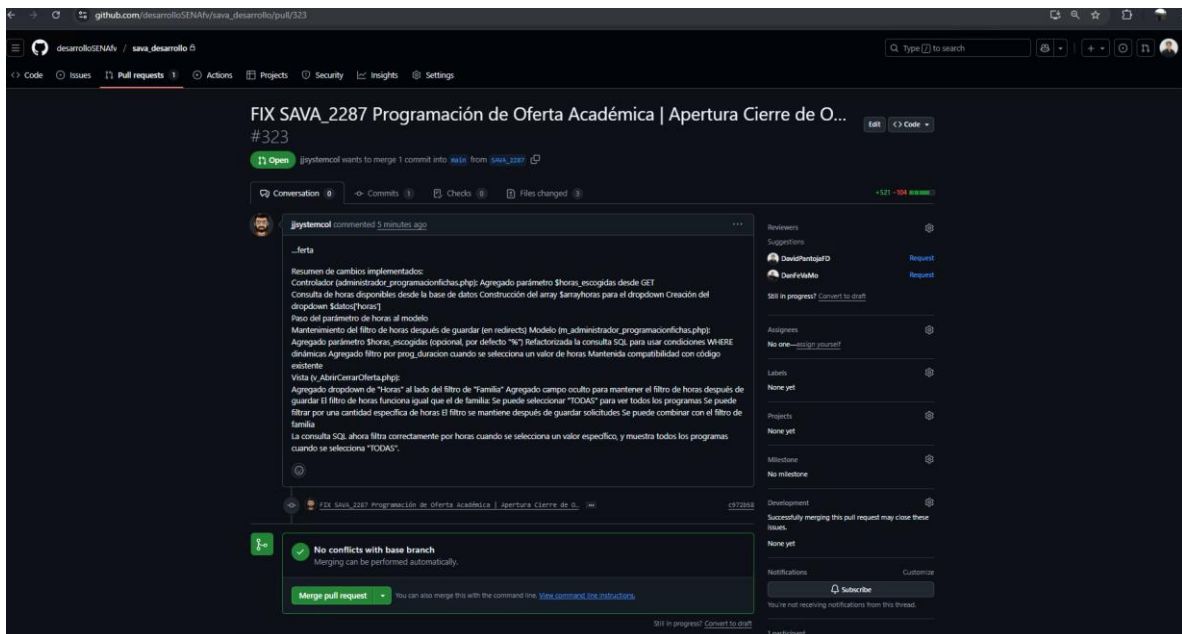 github.com/desarrolloSENAfv/sava_desarrollo/pull/323
desarrolloSENAfv / sava_desarrollo
Type / to search
Code Issues Pull requests 1 Actions Projects Security Insights Settings
FIX SAVA_2287 Programación de Oferta Académica | Apertura Cierre de O...
#323
Edit Code
Open jjsystemcol wants to merge 1 commit into main from SAVA_2287
Conversation 0 Commits 1 Checks 0 Files changed 3
+521 -104
jjsystemcol commented 5 minutes ago
...ferta
Resumen de cambios implementados:
Controlador (administrador_programacionfichas.php): Agregado parámetro $horas_escogidas desde GET
Consulta de horas disponibles desde la base de datos Construcción del array $arrayhoras para el dropdown Creación del
dropdown $datos['horas']
Paso del parámetro de horas al modelo
Mantenimiento del filtro de horas después de guardar (en redirects) Modelo (m_administrador_programacionfichas.php):
Agregado parámetro $horas_escogidas (opcional, por defecto "%") Refactorizada la consulta SQL para usar condiciones WHERE
dinámicas Agregado filtro por prog_duracion cuando se selecciona un valor de horas Mantenida compatibilidad con código
existente
Vista (v_AbrirCerrarOferta.php):
Agregado dropdown de "Horas" al lado del filtro de "Familia" Agregado campo oculto para mantener el filtro de horas después de
guardar El filtro de horas funciona igual que el de familia: Se puede seleccionar "TODAS" para ver todos los programas Se puede
filtrar por una cantidad específica de horas El filtro se mantiene después de guardar solicitudes Se puede combinar con el filtro de
familia
La consulta SQL ahora filtra correctamente por horas cuando se selecciona un valor específico, y muestra todos los programas
cuando se selecciona "TODAS".
FIX SAVA_2287 Programación de Oferta Académica | Apertura Cierre de O…
c972b68
No conflicts with base branch
Merging can be performed automatically.
Merge pull request You can also merge this with the command line. View command line instructions.
Still in progress? Convert to draft
Reviewers
Suggestions
DavidPantojaFD Request
DanFeVaMo Request
Still in progress? Convert to draft
Assignees
No one—assign yourself
Labels
None yet
Projects
None yet
Milestone
No milestone
Development
Successfully merging this pull request may close these
issues.
None yet
Notifications Customize
Subscribe
You're not receiving notifications from this thread.
1 participant